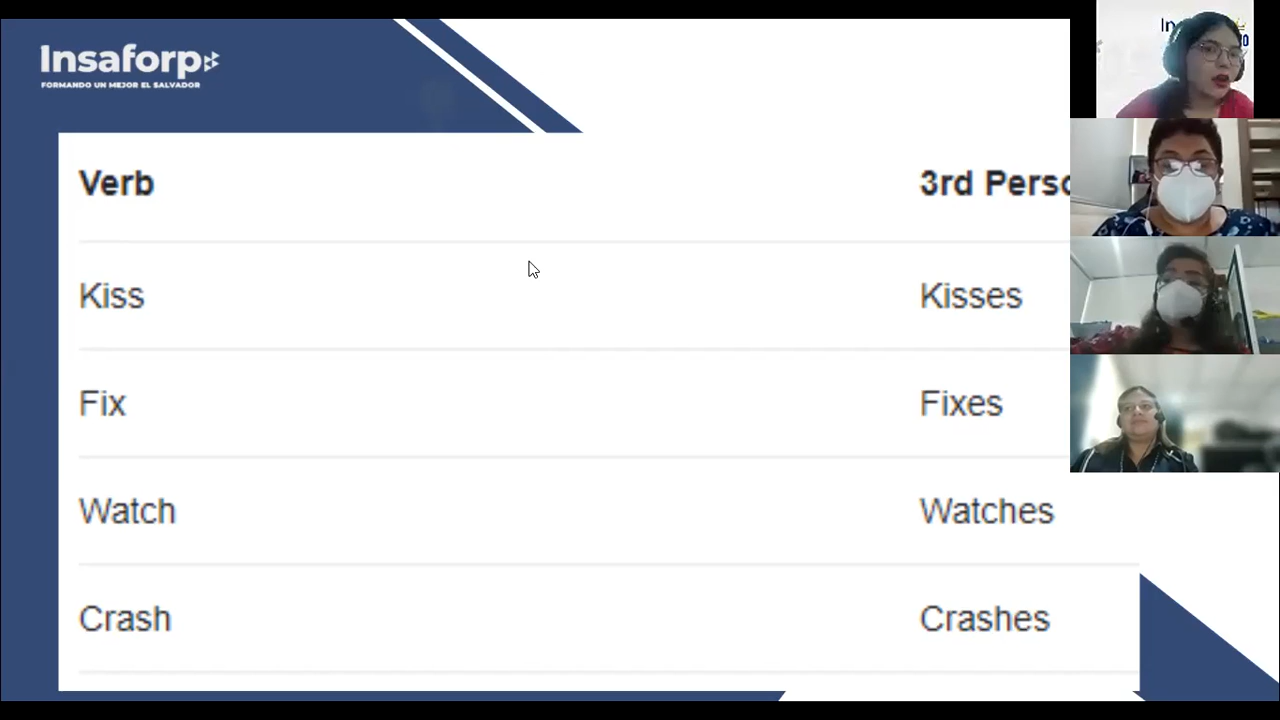 Insaforp
FORMANDO UN MEJOR EL SALVADOR
Verb
3rd Perso
Kiss
Kisses
Fix
Fixes
Watch
Watches
Crash
Crashes